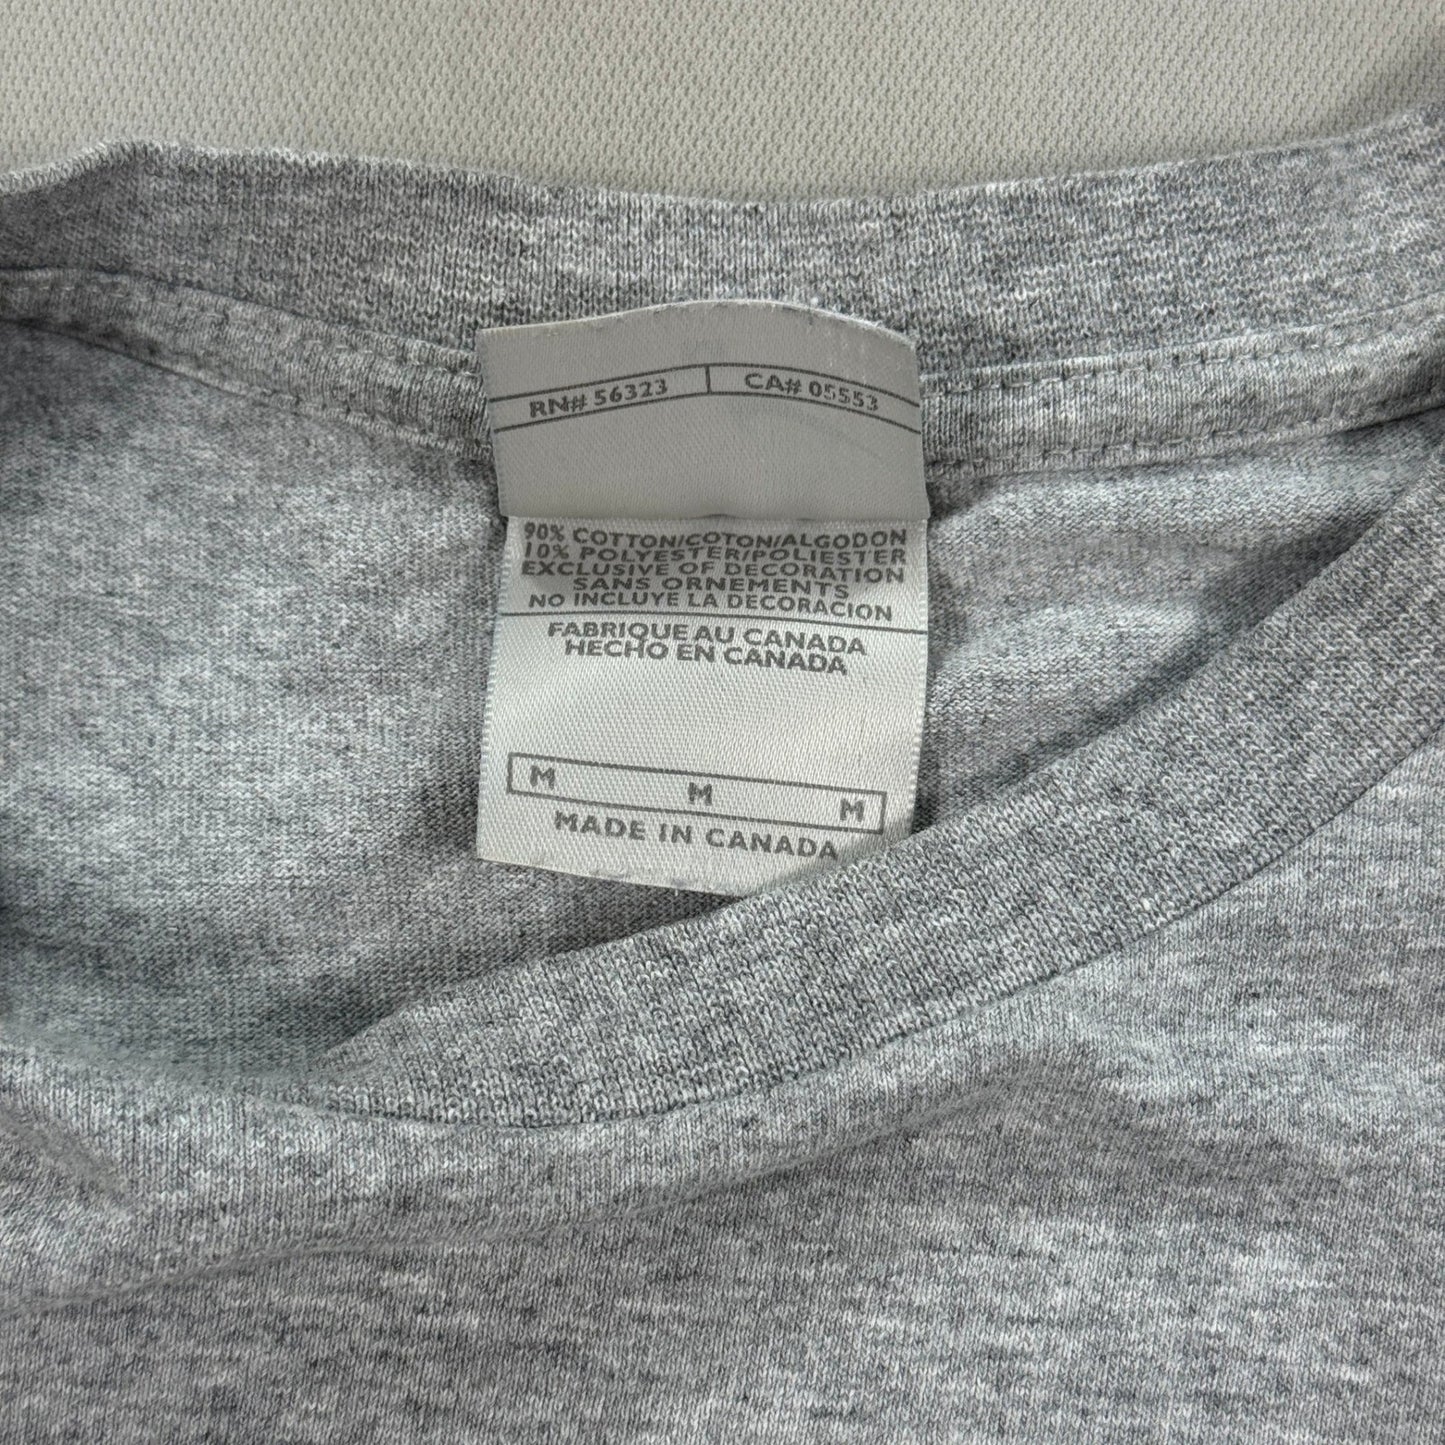 RN# 56323 CA# 05553
90% COTTON/COTON/ALGODON
10% POLYESTER/POLIESTER
EXCLUSIVE OF DECORATION
SANS ORNEMENTS
NO INCLUYE LA DECORACION
FABRIQUE AU CANADA
HECHO EN CANADA
M M M
MADE IN CANADA